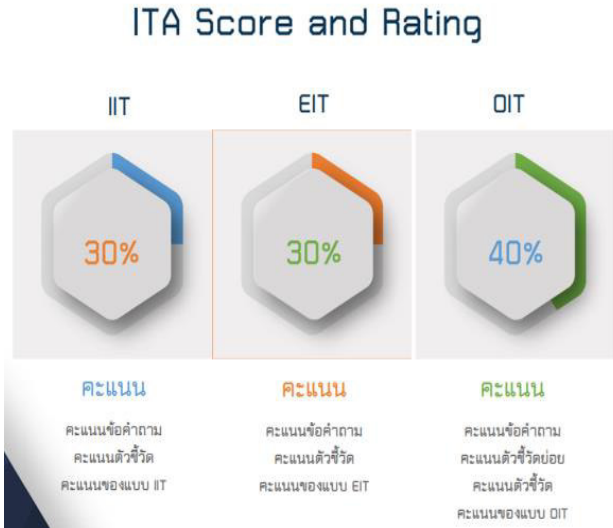 ITA Score and Rating
IIT
EIT
OIT
30%
30%
40%
คะแนน
คะแนนข้อคำถาม
คะแนนตัวชี้วัด
คะแนนของแบบ IIT
คะแนน
คะแนนข้อคำถาม
คะแนนตัวชี้วัด
คะแนนของแบบ EIT
คะแนน
คะแนนข้อคำถาม
คะแนนตัวชี้วัดย่อย
คะแนนตัวชี้วัด
คะแนนของแบบ OIT